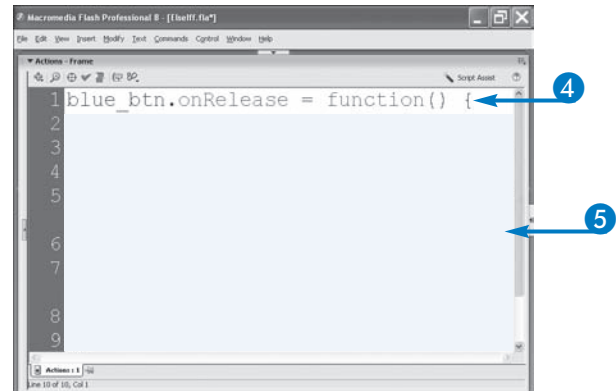 Macromedia Flash Professional 8 - [ElseIff.fla*]
File Edit View Insert Modify Text Commands Control Window Help
Actions - Frame
Script Assist
1 blue_btn.onRelease = function() {
4
2
3
4
5
5
6
7
8
9
Actions : 1
Line 10 of 10, Col 1